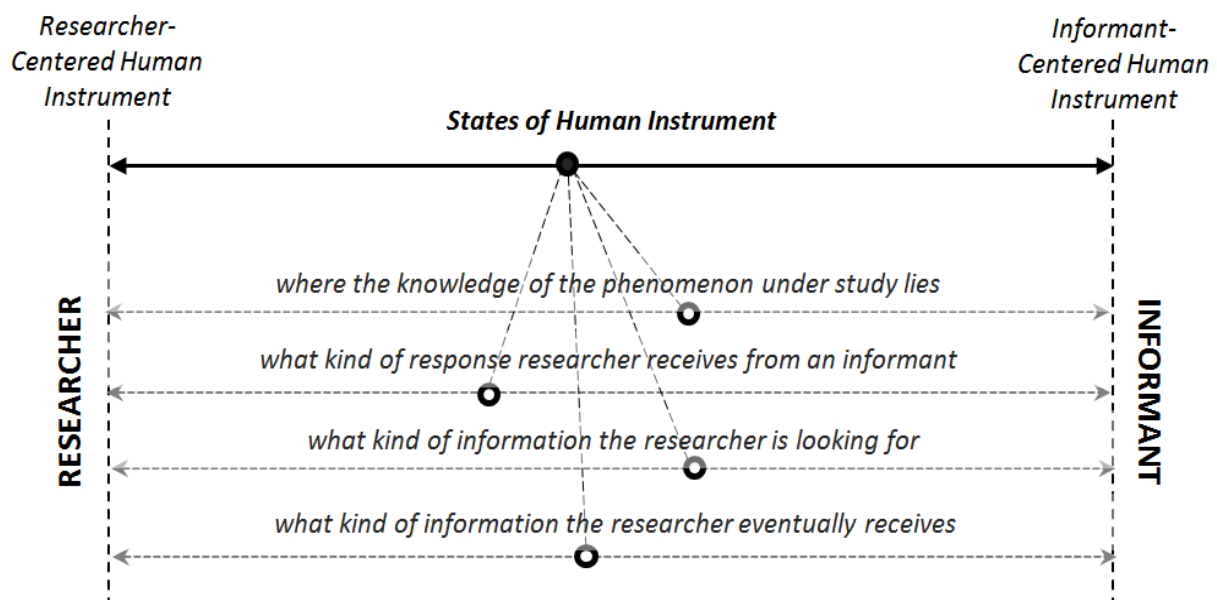 Researcher-
Centered Human
Instrument
Informant-
Centered Human
Instrument
States of Human Instrument
where the knowledge of the phenomenon under study lies
what kind of response researcher receives from an informant
what kind of information the researcher is looking for
what kind of information the researcher eventually receives
RESEARCHER
INFORMANT